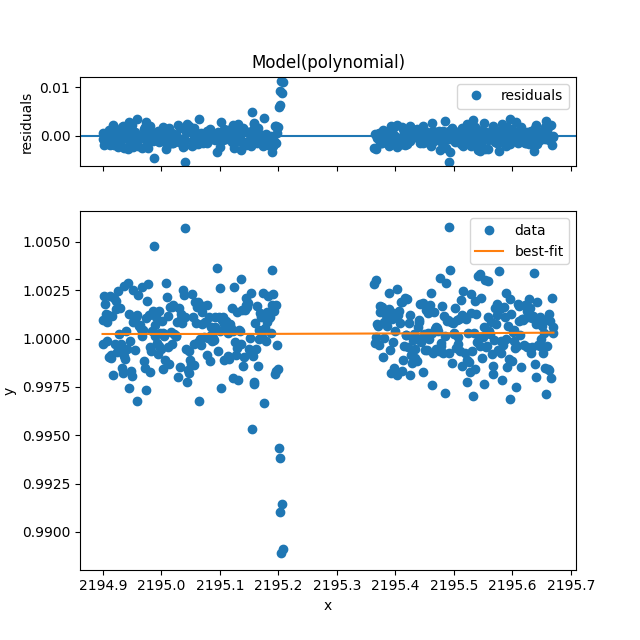 Model(polynomial)
0.01
0.00
residuals
residuals
1.0050
1.0025
1.0000
0.9975
0.9950
0.9925
0.9900
y
data
best-fit
2194.9 2195.0 2195.1 2195.2 2195.3 2195.4 2195.5 2195.6 2195.7
x